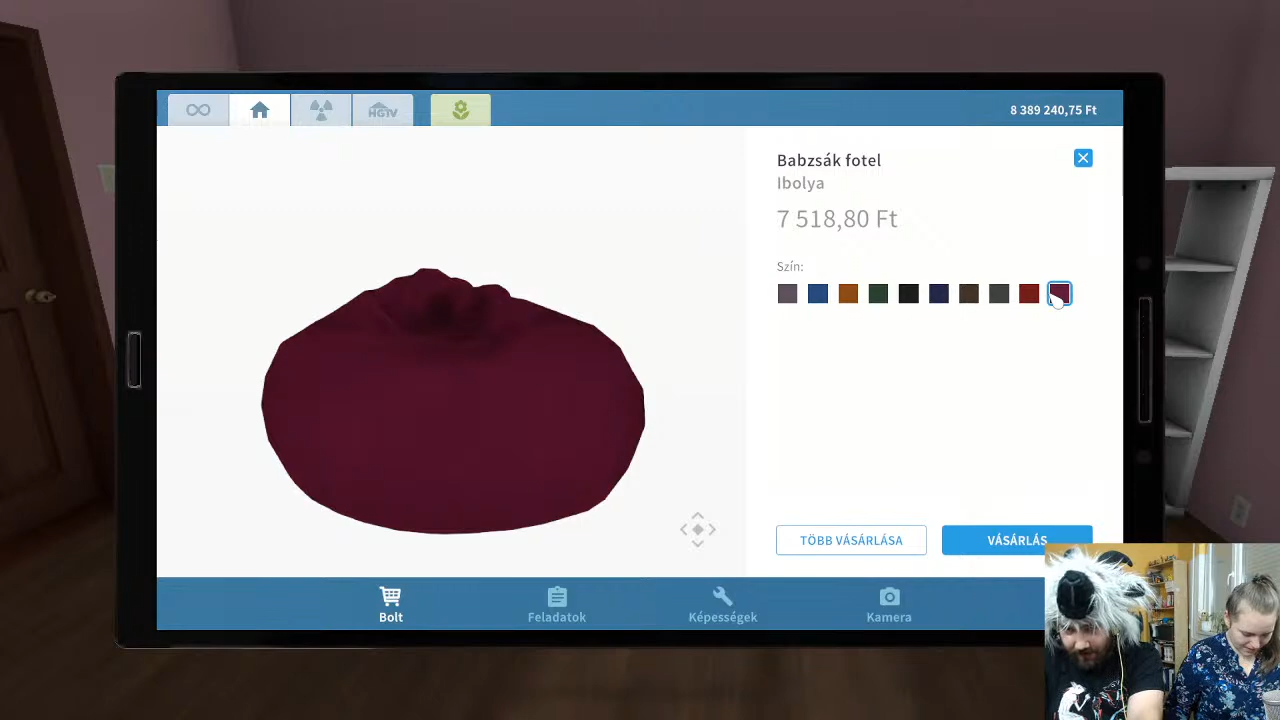 HGTV
8 389 240,75 Ft
Babzsák fotel
Ibolya
7 518,80 Ft
Szín:
TÖBB VÁSÁRLÁSA
VÁSÁRLÁS
Bolt
Feladatok
Képességek
Kamera